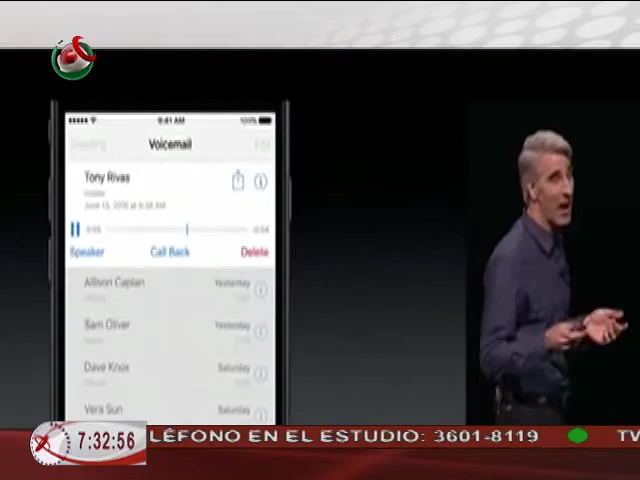 9:41 AM 100%
Voicemail
Tony Rivas
mobile
June 13, 2016 at 9:38 AM
Speaker Call Back Delete
Allison Caplan Yesterday
Sam Oliver Yesterday
Dave Knox Saturday
Vera Sun Saturday
7:32:56 LÉFONO EN EL ESTUDIO: 3601-8119 TV